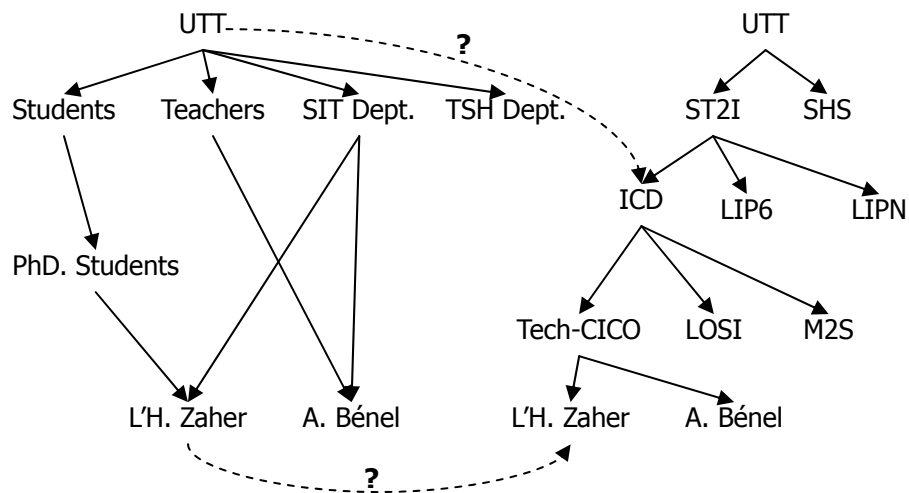 UTT
UTT
?
Students
Teachers
SIT Dept.
TSH Dept.
ST2I
SHS
ICD
LIP6
LIPN
PhD. Students
Tech-CICO
LOSI
M2S
L'H. Zaher
A. Bénel
L'H. Zaher
A. Bénel
?